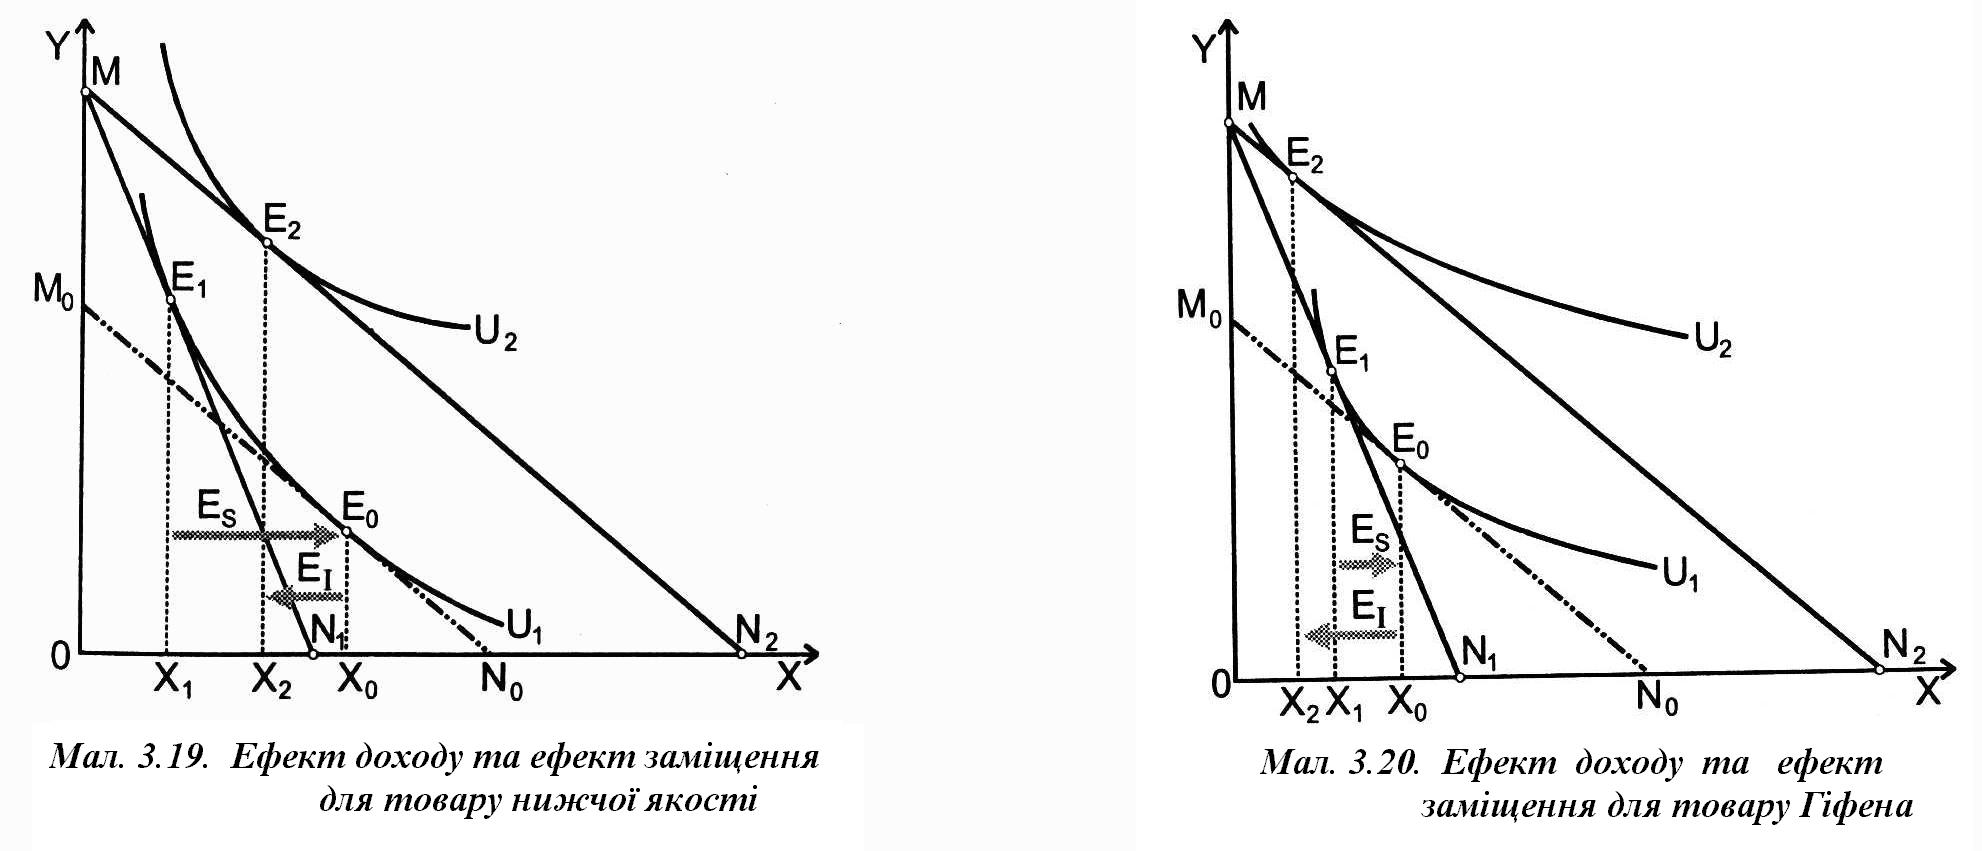 Y
M
E2
E1
M0
U2
ES
E0
EI
N1
U1
N2
0
X1
X2
X0
N0
X
Мал. 3.19. Ефект доходу та ефект заміщення
для товару нижчої якості
Y
M
E2
M0
U2
E1
E0
ES
U1
EI
N1
N2
0
X2
X1
X0
N0
X
Мал. 3.20. Ефект доходу та ефект
заміщення для товару Гіфена